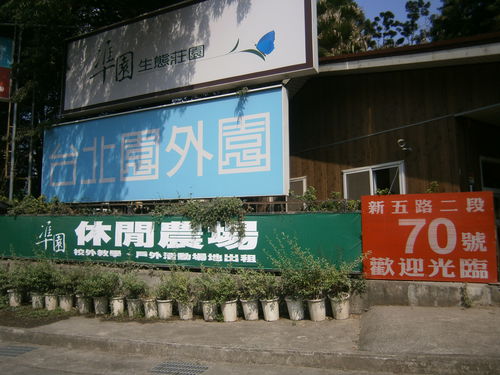 準園 生態莊園
台北園外園
準園 休閒農場
校外教學 戶外活動場地出租
新五路二段
70號
歡迎光臨